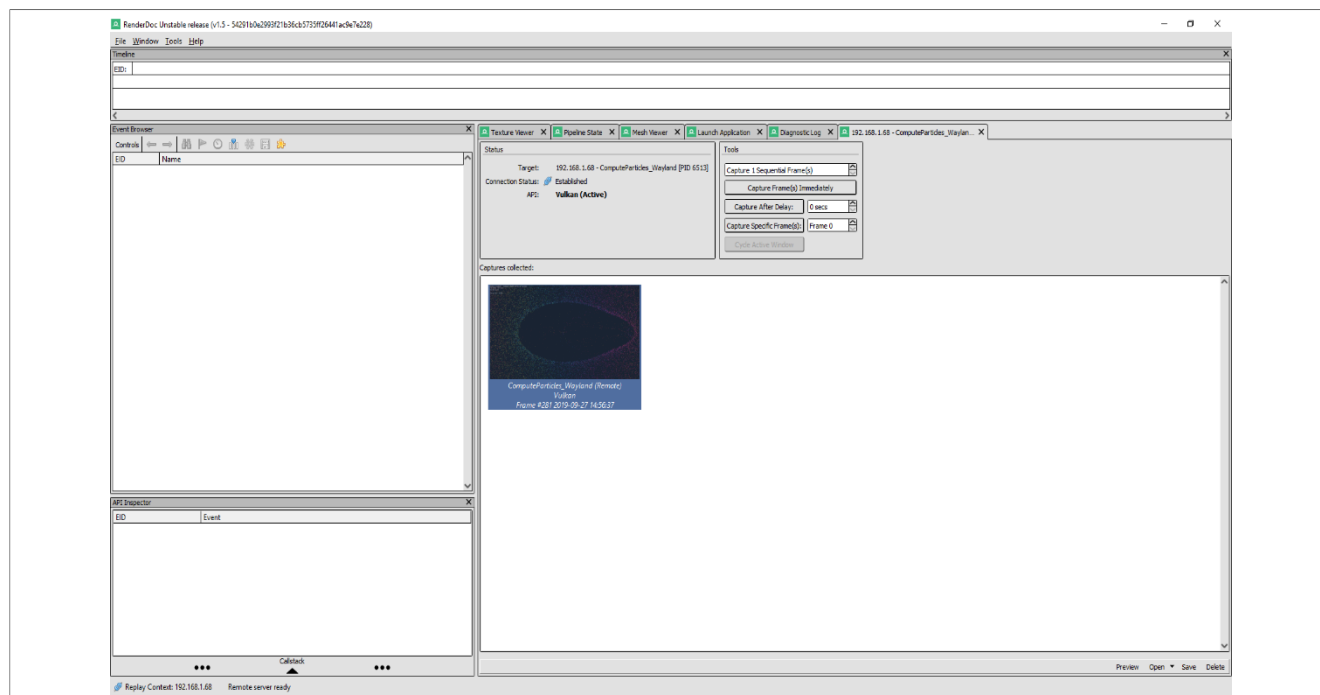 RenderDoc Unstable release (v1.5 - 54291b0e2993f21b36cb5735ff26441ac9e7e228)
File Window Tools Help
Timeline X
EID:
Event Browser X
Controls
EID Name
API Inspector X
EID Event
Callstack
Texture Viewer X Pipeline State X Mesh Viewer X Launch Application X Diagnostic Log X 192.168.1.68 - ComputeParticles_Waylan... X
Status
Target: 192.168.1.68 - ComputeParticles_Wayland [PID 6513]
Connection Status: Established
API: Vulkan (Active)
Tools
Capture 1 Sequential Frame(s)
Capture Frame(s) Immediately
Capture After Delay: 0 secs
Capture Specific Frame(s): Frame 0
Cycle Active Window
Captures collected:
ComputeParticles_Wayland (Remote)
Vulkan
Frame #281 2019-09-27 14:56:37
Preview Open Save Delete
Replay Context: 192.168.1.68 Remote server ready